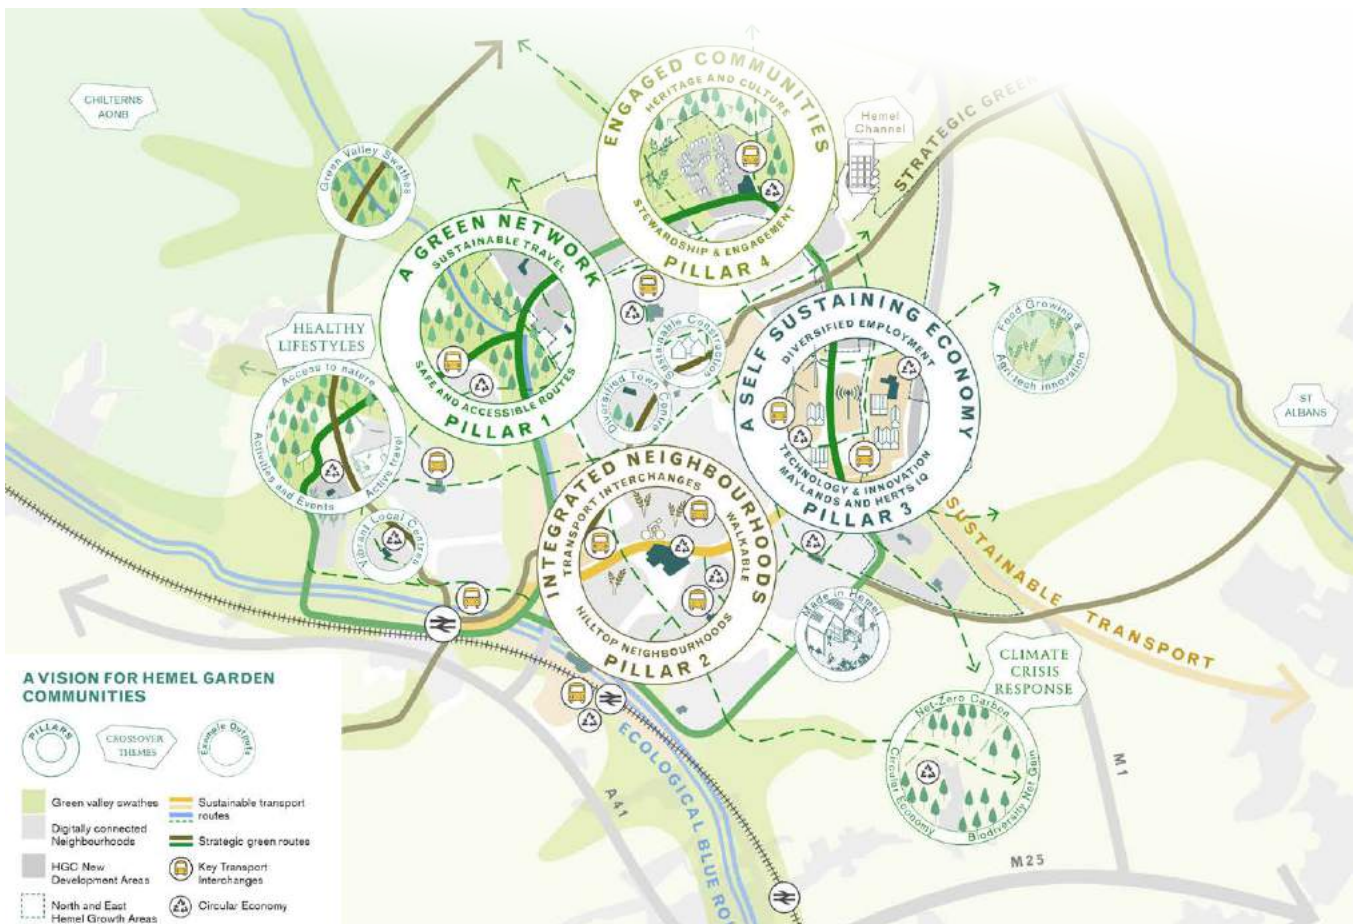 CHILTERNS
AONB
Green Valley Swathes
ENGAGED COMMUNITIES
HERITAGE AND CULTURE
STEWARDSHIP & ENGAGEMENT
PILLAR 4
Hemel
Channel
STRATEGIC GREEN
A GREEN NETWORK
SUSTAINABLE TRAVEL
SAFE AND ACCESSIBLE ROUTES
PILLAR 1
HEALTHY
LIFESTYLES
Access to nature
Activities and Events
Active travel
Sustainable Construction
Diversified Town Centre
A SELF SUSTAINING ECONOMY
DIVERSIFIED EMPLOYMENT
TECHNOLOGY & INNOVATION
MAYLANDS AND HERTS IQ
PILLAR 3
Food Growing &
Agri-tech innovation
ST
ALBANS
Vibrant Local Centres
INTEGRATED NEIGHBOURHOODS
TRANSPORT INTERCHANGES
WALKABLE
HILLTOP NEIGHBOURHOODS
PILLAR 2
Made in Hemel
SUSTAINABLE TRANSPORT
CLIMATE
CRISIS
RESPONSE
Net-Zero Carbon
Circular Economy
Biodiversity Net Gain
ECOLOGICAL BLUE RO
A41
M1
M25
A VISION FOR HEMEL GARDEN
COMMUNITIES
PILLARS
CROSSOVER
THEMES
Example Outputs
Green valley swathes
Digitally connected
Neighbourhoods
HGC New
Development Areas
North and East
Hemel Growth Areas
Sustainable transport
routes
Strategic green routes
Key Transport
Interchanges
Circular Economy